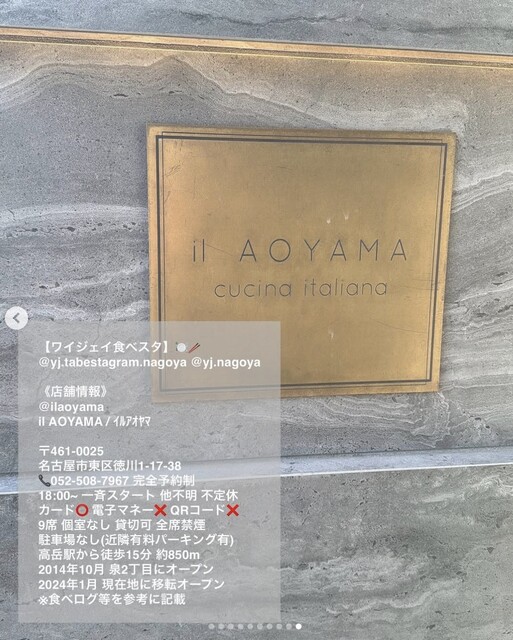 il AOYAMA
cucina italiana
【ワイジェイ食べスタ】🍽️🥢
@yj.tabestagram.nagoya @yj.nagoya
《店舗情報》
@ilaoyama
il AOYAMA / ｲﾙｱｵﾔﾏ
〒461-0025
名古屋市東区徳川1-17-38
📞052-508-7967 完全予約制
18:00~ 一斉スタート 他不明 不定休
カード⭕ 電子マネー❌ QRコード❌
9席 個室なし 貸切可 全席禁煙
駐車場なし(近隣有料パーキング有)
高岳駅から徒歩15分 約850m
2014年10月 泉2丁目にオープン
2024年1月 現在地に移転オープン
※食べログ等を参考に記載